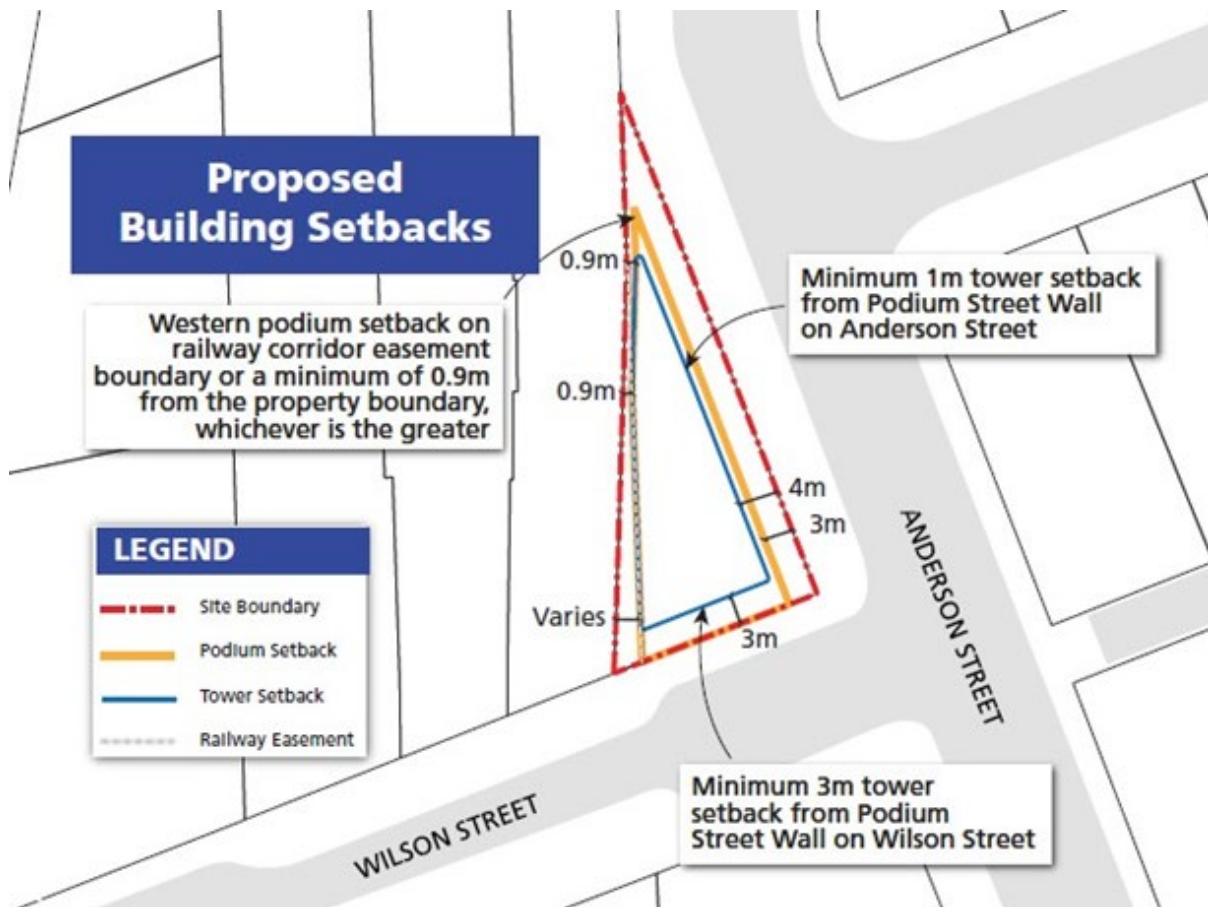 Proposed
Building Setbacks
0.9m
Western podium setback on
railway corridor easement
boundary or a minimum of 0.9m
from the property boundary,
whichever is the greater
0.9m
Minimum 1m tower setback
from Podium Street Wall
on Anderson Street
4m
3m
ANDERSON STREET
LEGEND
Site Boundary
Podium Setback
Tower Setback
Railway Easement
Varies
3m
Minimum 3m tower
setback from Podium
Street Wall on Wilson Street
WILSON STREET